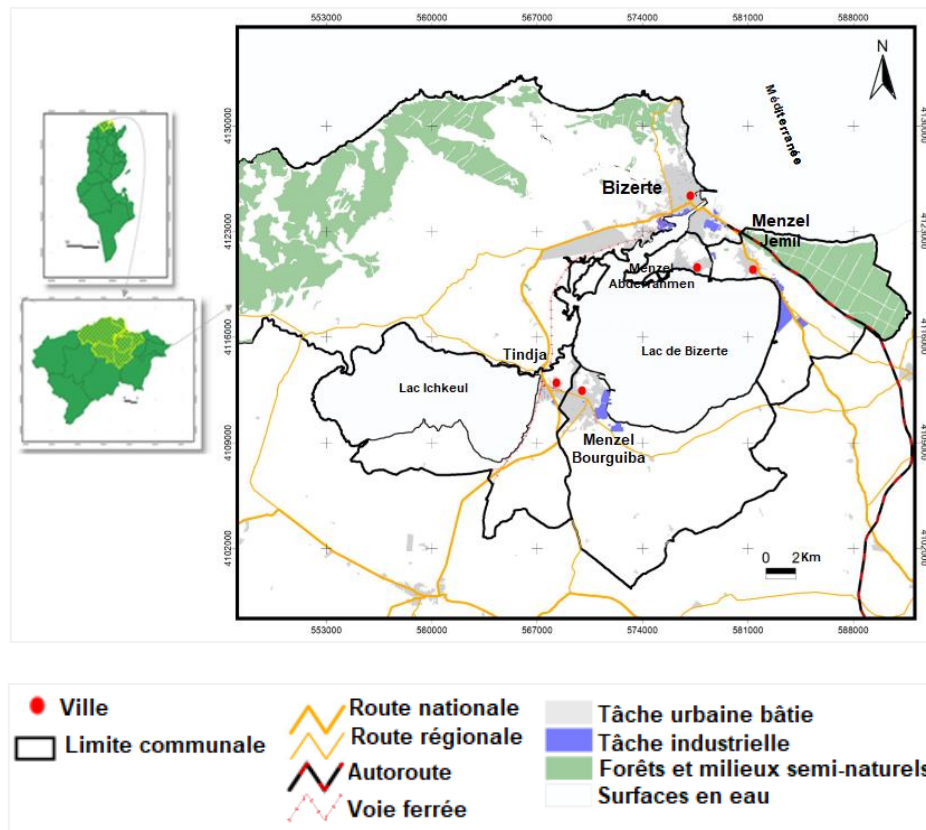 553000 560000 567000 574000 581000 588000
N
Méditerranée
4130000
Bizerte
4123000
Menzel
Jemil
Menzel
Abderrahmen
4116000
Lac de Bizerte
Tindja
Lac Ichkeul
Menzel
Bourguiba
4109000
4102000
0 2 Km
553000 560000 567000 574000 581000 588000
Ville
Limite communale
Route nationale
Route régionale
Autoroute
Voie ferrée
Tâche urbaine bâtie
Tâche industrielle
Forêts et milieux semi-naturels
Surfaces en eau